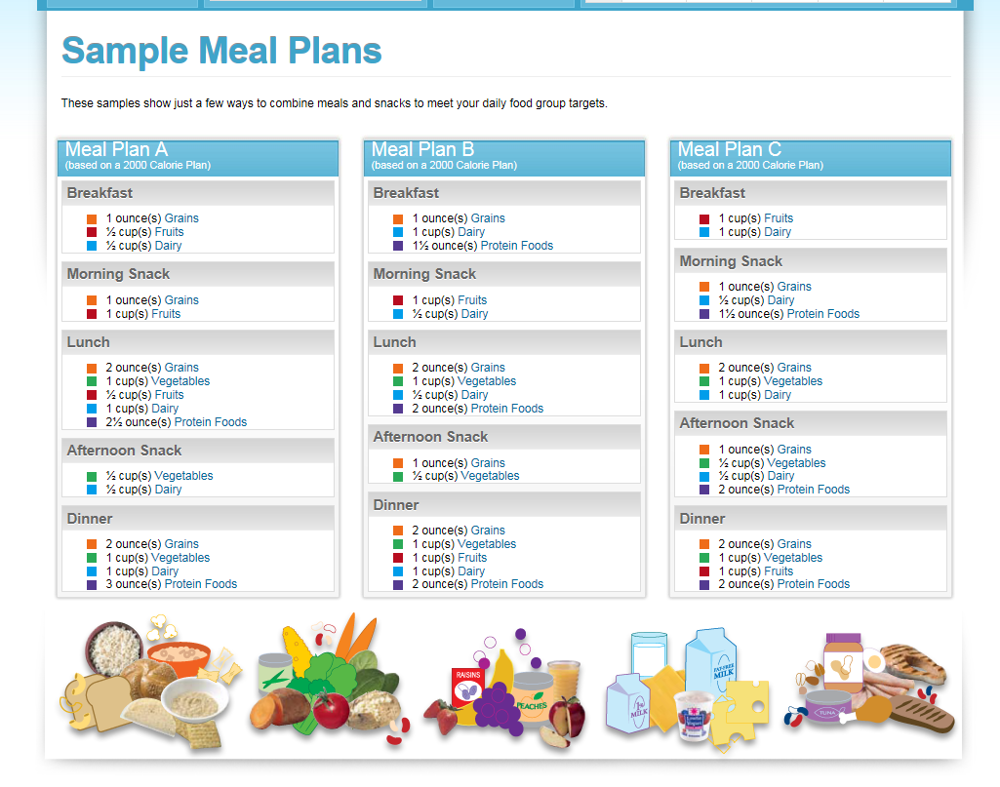 Sample Meal Plans
These samples show just a few ways to combine meals and snacks to meet your daily food group targets.
Meal Plan A
(based on a 2000 Calorie Plan)
Breakfast
1 ounce(s) Grains
½ cup(s) Fruits
½ cup(s) Dairy
Morning Snack
1 ounce(s) Grains
1 cup(s) Fruits
Lunch
2 ounce(s) Grains
1 cup(s) Vegetables
½ cup(s) Fruits
1 cup(s) Dairy
2½ ounce(s) Protein Foods
Afternoon Snack
½ cup(s) Vegetables
½ cup(s) Dairy
Dinner
2 ounce(s) Grains
1 cup(s) Vegetables
1 cup(s) Dairy
3 ounce(s) Protein Foods
Meal Plan B
(based on a 2000 Calorie Plan)
Breakfast
1 ounce(s) Grains
1 cup(s) Dairy
1½ ounce(s) Protein Foods
Morning Snack
1 cup(s) Fruits
½ cup(s) Dairy
Lunch
2 ounce(s) Grains
1 cup(s) Vegetables
½ cup(s) Dairy
2 ounce(s) Protein Foods
Afternoon Snack
1 ounce(s) Grains
½ cup(s) Vegetables
Dinner
2 ounce(s) Grains
1 cup(s) Vegetables
1 cup(s) Fruits
1 cup(s) Dairy
2 ounce(s) Protein Foods
Meal Plan C
(based on a 2000 Calorie Plan)
Breakfast
1 cup(s) Fruits
1 cup(s) Dairy
Morning Snack
1 ounce(s) Grains
½ cup(s) Dairy
1½ ounce(s) Protein Foods
Lunch
2 ounce(s) Grains
1 cup(s) Vegetables
1 cup(s) Dairy
Afternoon Snack
1 ounce(s) Grains
½ cup(s) Vegetables
½ cup(s) Dairy
2 ounce(s) Protein Foods
Dinner
2 ounce(s) Grains
1 cup(s) Vegetables
1 cup(s) Fruits
2 ounce(s) Protein Foods
RAISINS
PEACHES
MILK
FAT-FREE
MILK
TUNA